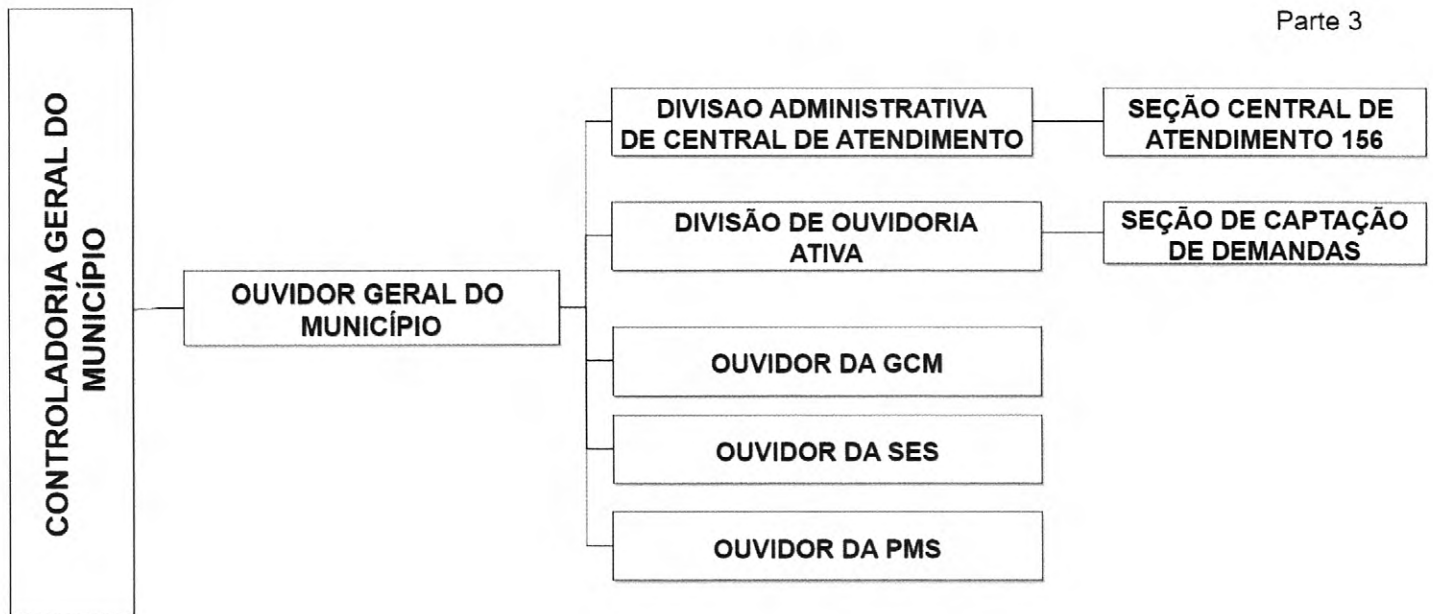 Parte 3
CONTROLADORIA GERAL DO
MUNICÍPIO
OUVIDOR GERAL DO
MUNICÍPIO
DIVISAO ADMINISTRATIVA
DE CENTRAL DE ATENDIMENTO
SEÇÃO CENTRAL DE
ATENDIMENTO 156
DIVISÃO DE OUVIDORIA
ATIVA
SEÇÃO DE CAPTAÇÃO
DE DEMANDAS
OUVIDOR DA GCM
OUVIDOR DA SES
OUVIDOR DA PMS